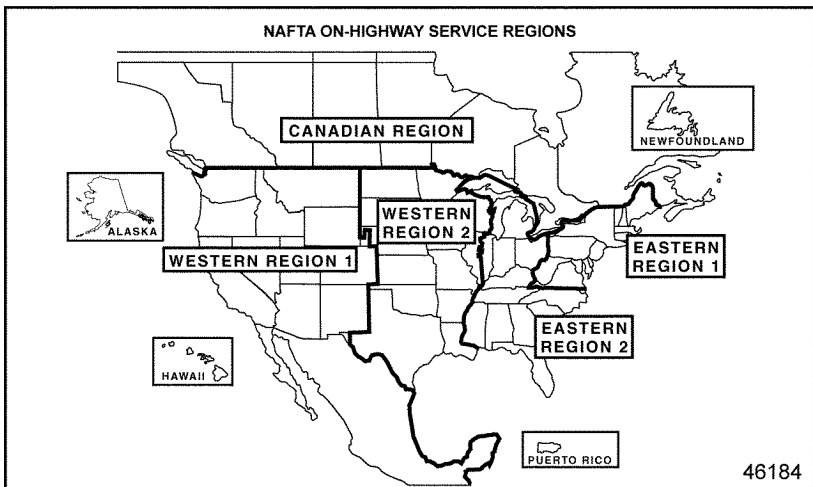 NAFTA ON-HIGHWAY SERVICE REGIONS
CANADIAN REGION
NEWFOUNDLAND
ALASKA
WESTERN
REGION 2
WESTERN REGION 1
EASTERN
REGION 1
EASTERN
REGION 2
HAWAII
PUERTO RICO
46184